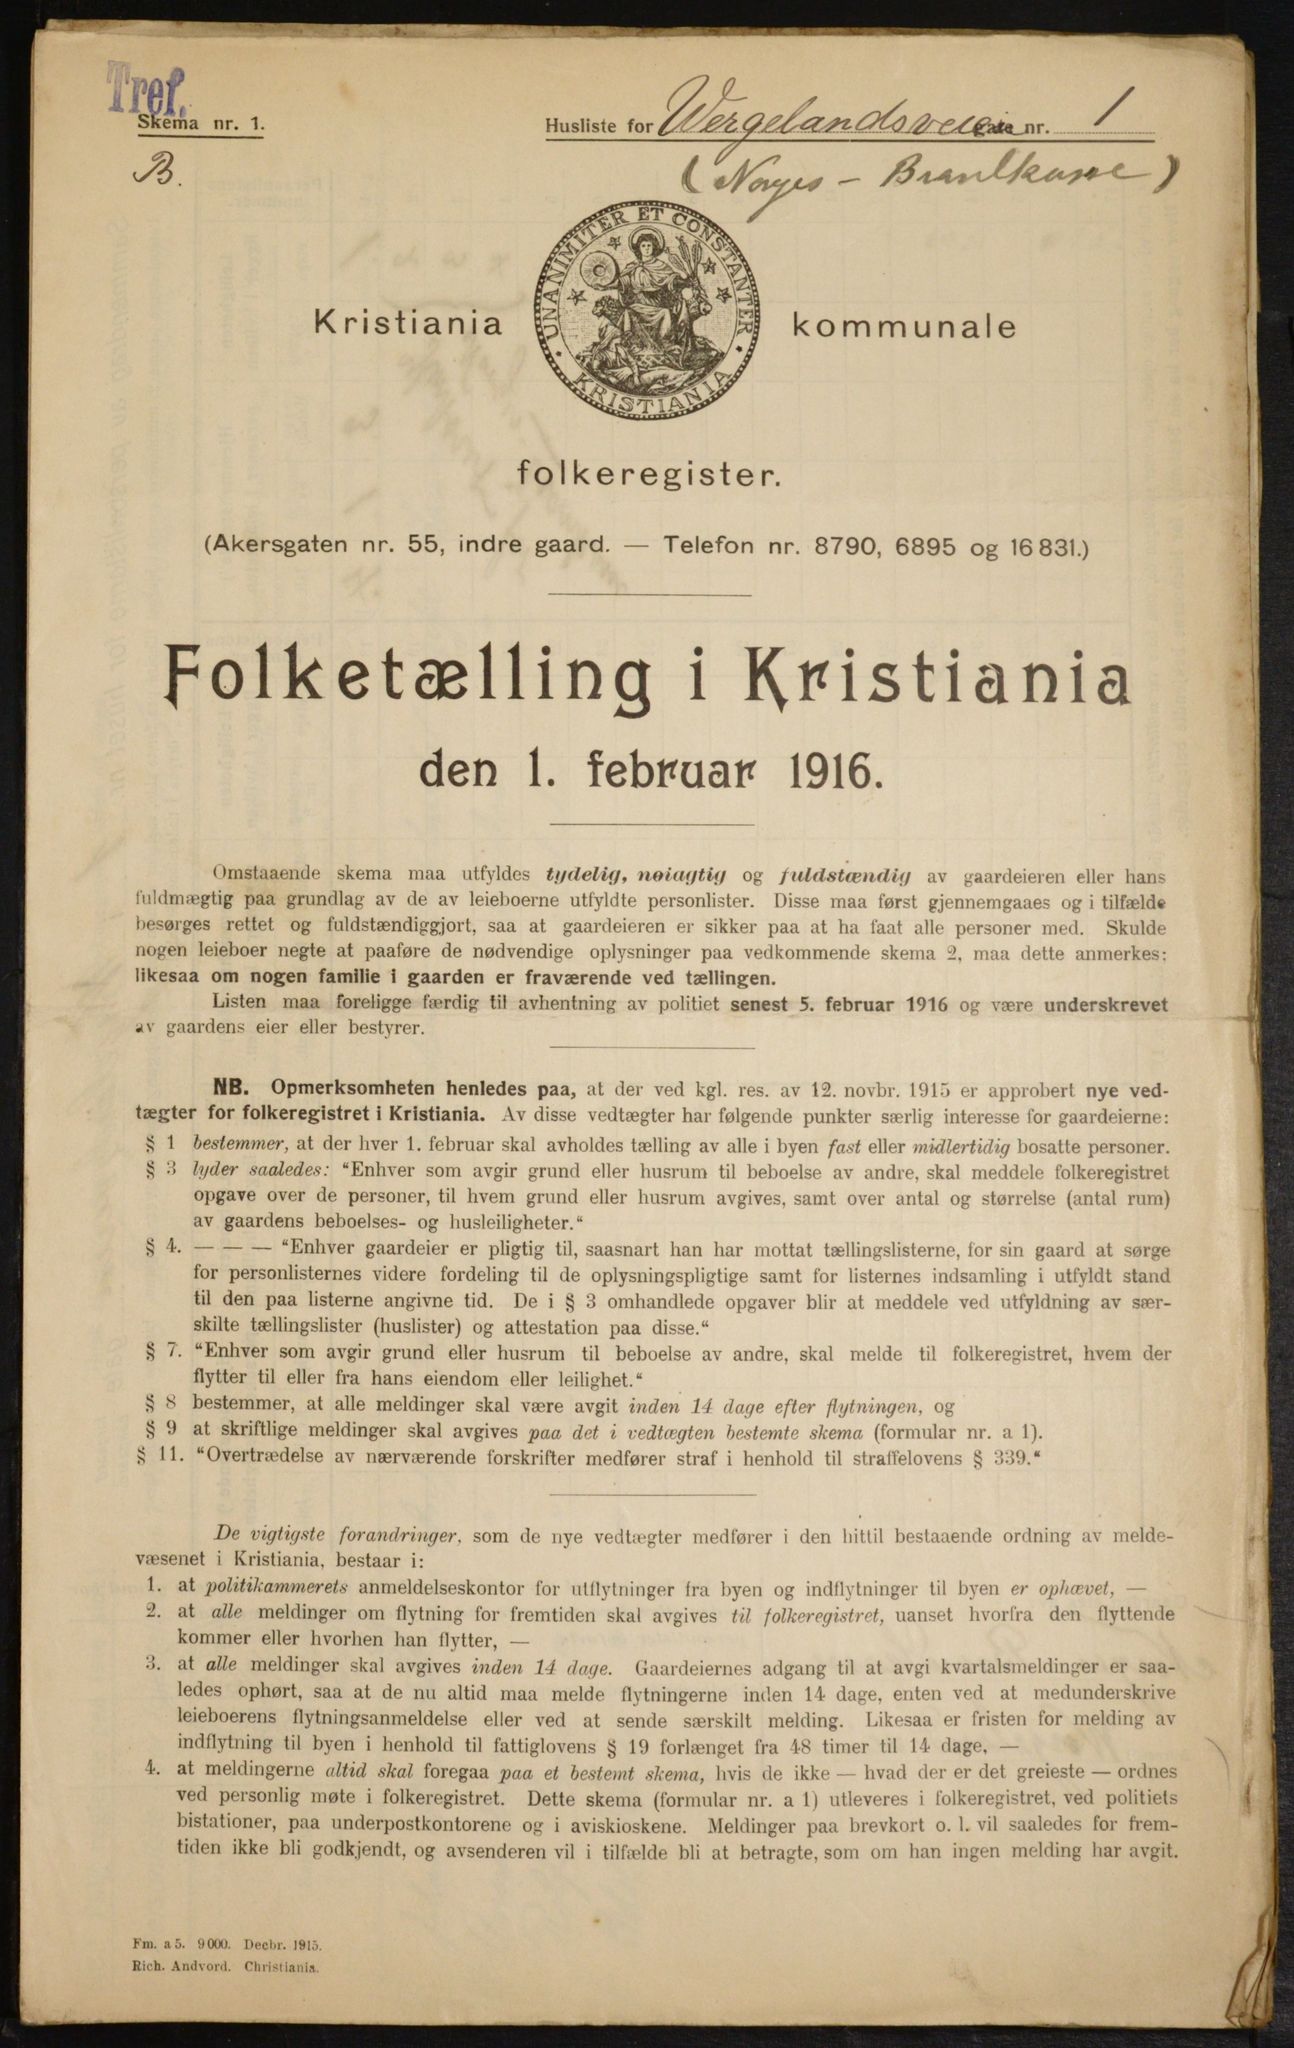 Tref.
Skema nr. 1.
B.
Husliste for Wergelandsveien gate nr. 1
(Norges - Brandkasse)
UNANIMITER ET CONSTANTER
KRISTIANIA
Kristiania kommunale
folkeregister.
(Akersgaten nr. 55, indre gaard. — Telefon nr. 8790, 6895 og 16 831.)
Folketælling i Kristiania
den 1. februar 1916.
Omstaaende skema maa utfyldes tydelig, nøiagtig og fuldstændig av gaardeieren eller hans
fuldmægtig paa grundlag av de av leieboerne utfyldte personlister. Disse maa først gjennemgaaes og i tilfælde
besørges rettet og fuldstændiggjort, saa at gaardeieren er sikker paa at ha faat alle personer med. Skulde
nogen leieboer negte at paaføre de nødvendige oplysninger paa vedkommende skema 2, maa dette anmerkes;
likesaa om nogen familie i gaarden er fraværende ved tællingen.
Listen maa foreligge færdig til avhentning av politiet senest 5. februar 1916 og være underskrevet
av gaardens eier eller bestyrer.
NB. Opmerksomheten henledes paa, at der ved kgl. res. av 12. novbr. 1915 er approbert nye ved-
tægter for folkeregistret i Kristiania. Av disse vedtægter har følgende punkter særlig interesse for gaardeierne:
§ 1 bestemmer, at der hver 1. februar skal avholdes tælling av alle i byen fast eller midlertidig bosatte personer.
§ 3 lyder saaledes: “Enhver som avgir grund eller husrum til beboelse av andre, skal meddele folkeregistret
opgave over de personer, til hvem grund eller husrum avgives, samt over antal og størrelse (antal rum)
av gaardens beboelses- og husleiligheter.“
§ 4. — — — “Enhver gaardeier er pligtig til, saasnart han har mottat tællingslisterne, for sin gaard at sørge
for personlisternes videre fordeling til de oplysningspligtige samt for listernes indsamling i utfyldt stand
til den paa listerne angivne tid. De i § 3 omhandlede opgaver blir at meddele ved utfyldning av sær-
skilte tællingslister (huslister) og attestation paa disse.“
§ 7. “Enhver som avgir grund eller husrum til beboelse av andre, skal melde til folkeregistret, hvem der
flytter til eller fra hans eiendom eller leilighet.“
§ 8 bestemmer, at alle meldinger skal være avgit inden 14 dage efter flytningen, og
§ 9 at skriftlige meldinger skal avgives paa det i vedtægten bestemte skema (formular nr. a 1).
§ 11. “Overtrædelse av nærværende forskrifter medfører straf i henhold til straffelovens § 339.“
De vigtigste forandringer, som de nye vedtægter medfører i den hittil bestaaende ordning av melde-
væsenet i Kristiania, bestaar i:
1. at politikammerets anmeldelseskontor for utflytninger fra byen og indflytninger til byen er ophævet, —
2. at alle meldinger om flytning for fremtiden skal avgives til folkeregistret, uanset hvorfra den flyttende
kommer eller hvorhen han flytter, —
3. at alle meldinger skal avgives inden 14 dage. Gaardeiernes adgang til at avgi kvartalsmeldinger er saa-
ledes ophørt, saa at de nu altid maa melde flytningerne inden 14 dage, enten ved at medunderskrive
leieboerens flytningsanmeldelse eller ved at sende særskilt melding. Likesaa er fristen for melding av
indflytning til byen i henhold til fattiglovens § 19 forlænget fra 48 timer til 14 dage, —
4. at meldingerne altid skal foregaa paa et bestemt skema, hvis de ikke — hvad der er det greieste — ordnes
ved personlig møte i folkeregistret. Dette skema (formular nr. a 1) utleveres i folkeregistret, ved politiets
bistationer, paa underpostkontorene og i aviskioskene. Meldinger paa brevkort o. l. vil saaledes for frem-
tiden ikke bli godkjendt, og avsenderen vil i tilfælde bli at betragte, som om han ingen melding har avgit.
Fm. a 5. 9 000. Decbr. 1915.
Rich. Andvord. Christiania.